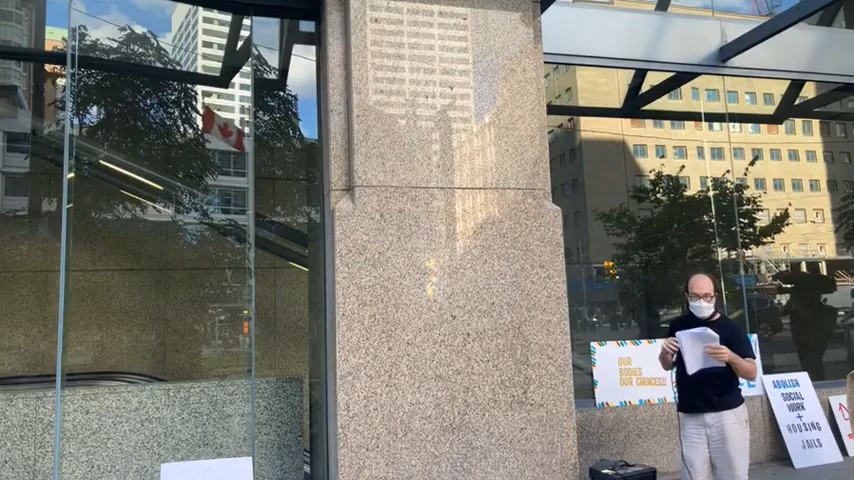 OUR
BODIES
OUR CHOICES!!
ABOLISH
SOCIAL
WORK
+
HOUSING
JAILS